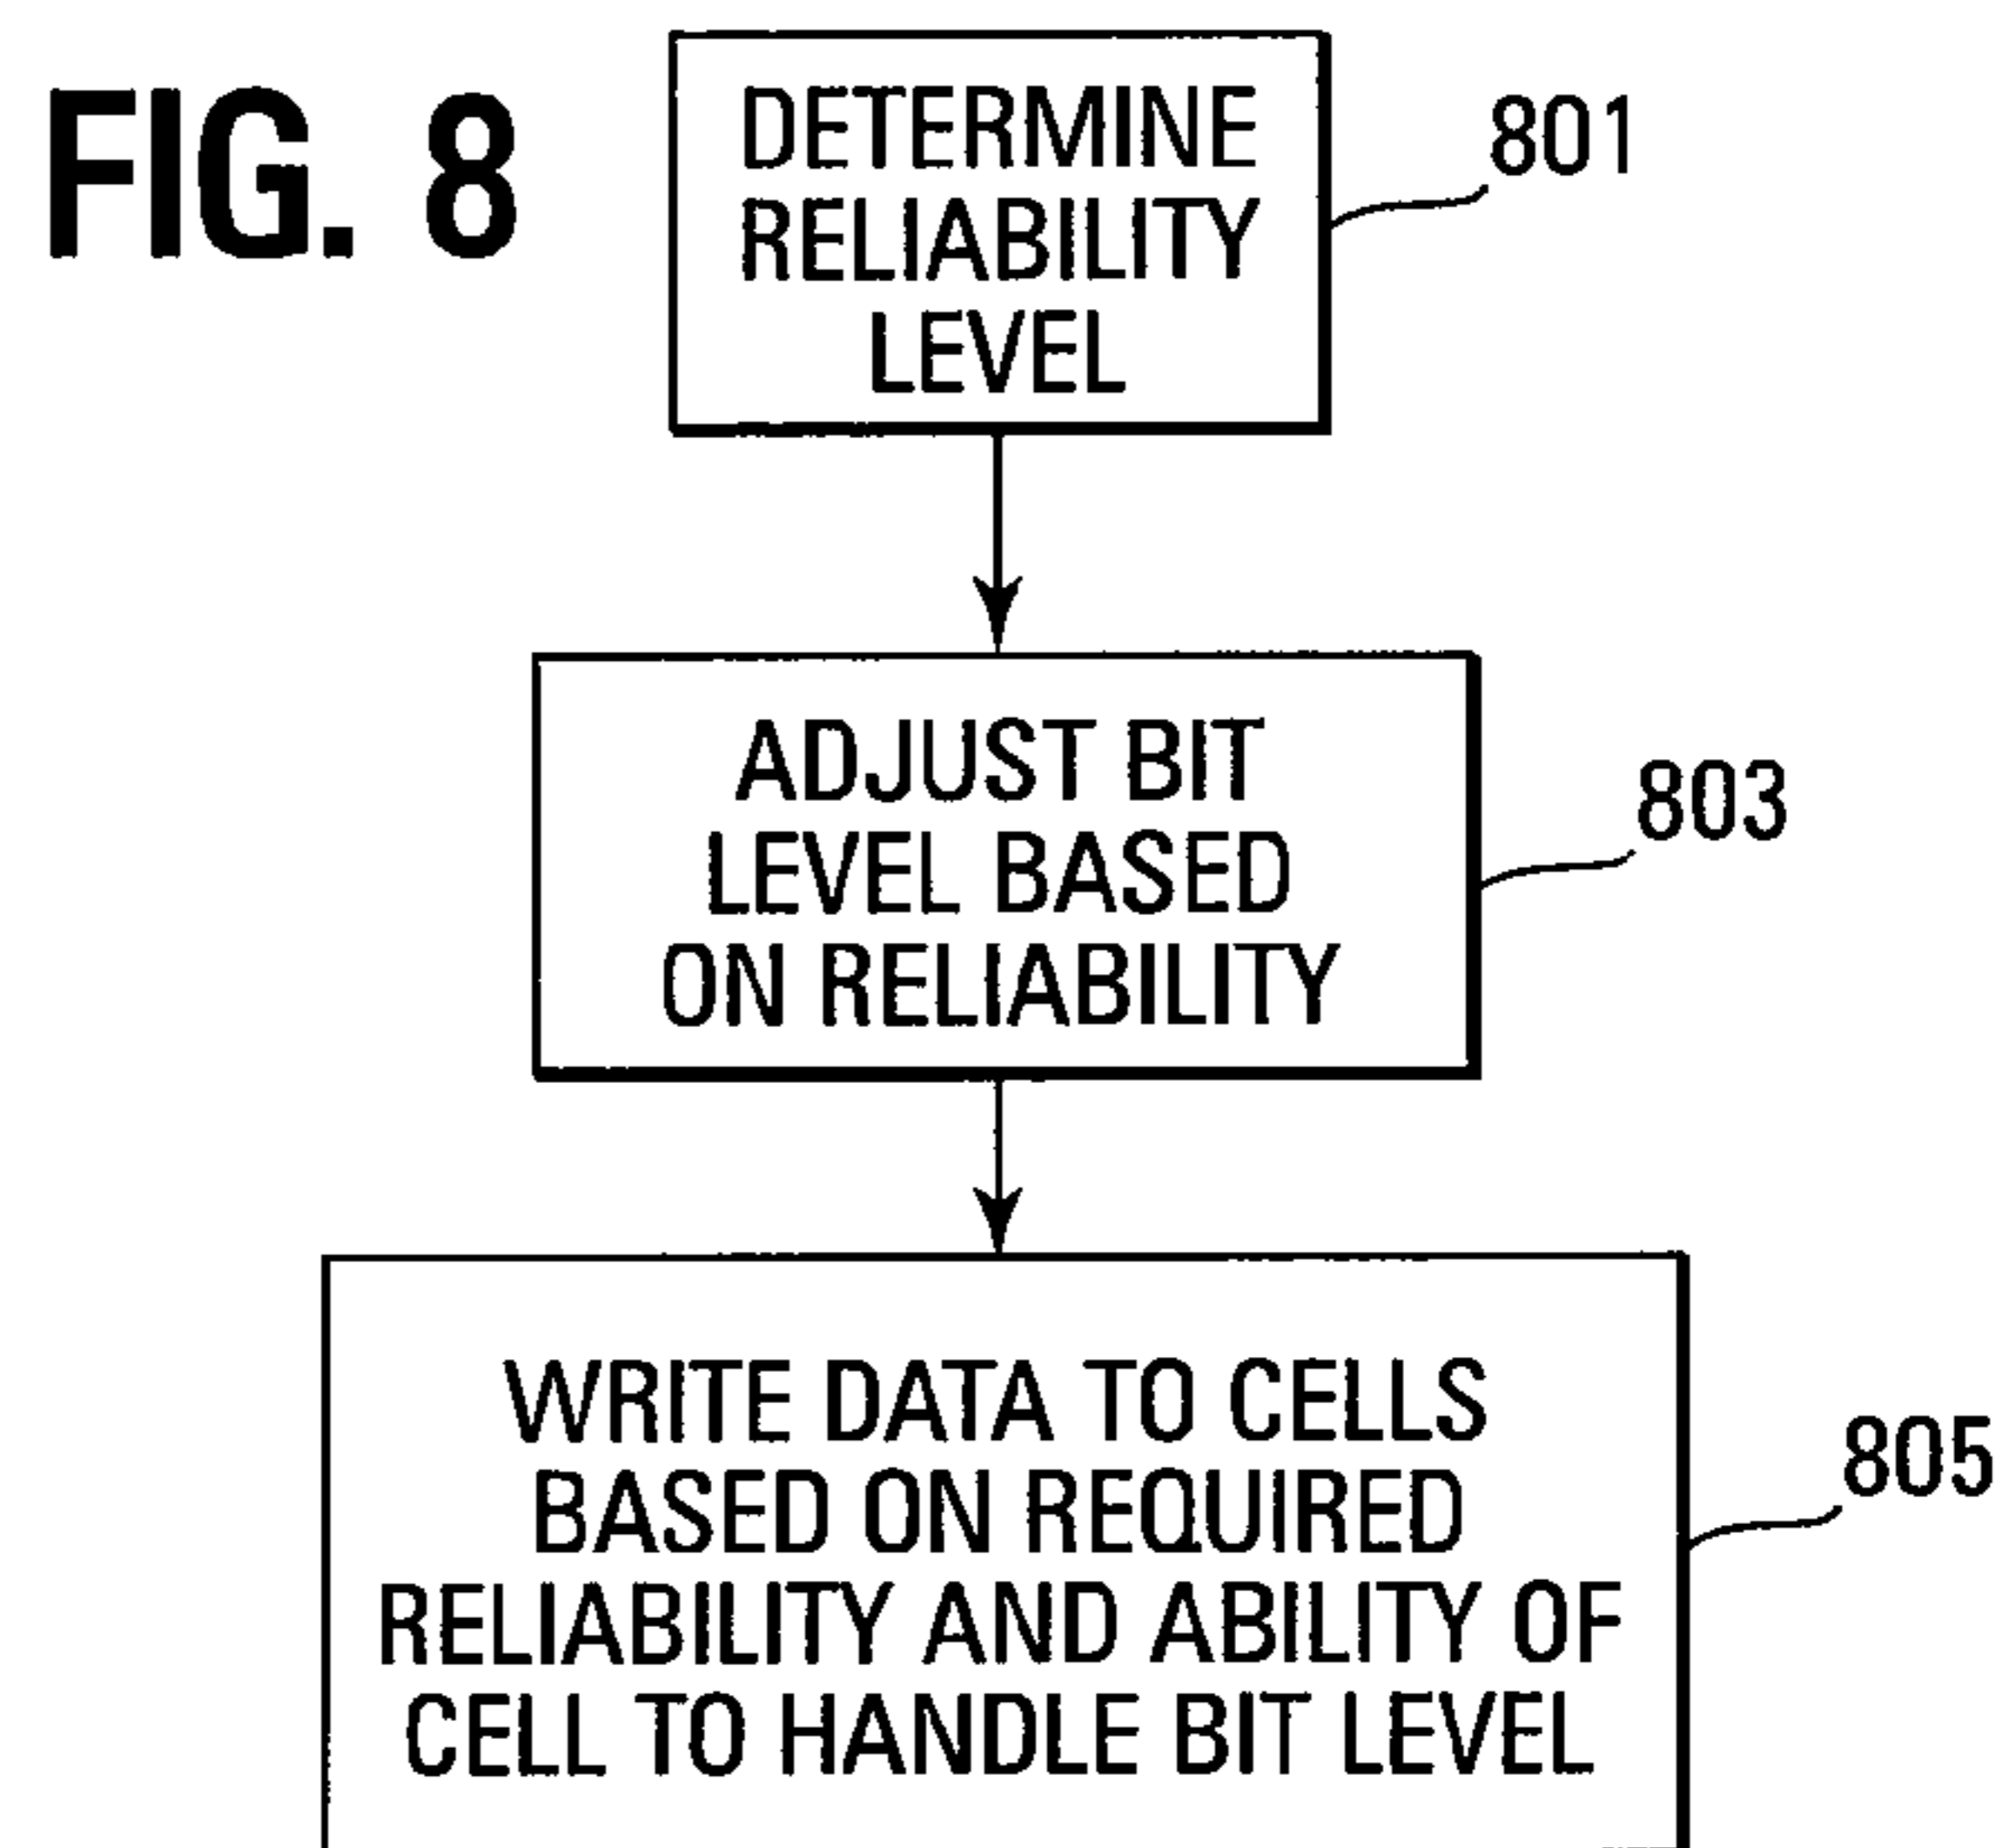 FIG. 8
DETERMINE
RELIABILITY
LEVEL
801
ADJUST BIT
LEVEL BASED
ON RELIABILITY
803
WRITE DATA TO CELLS
BASED ON REQUIRED
RELIABILITY AND ABILITY OF
CELL TO HANDLE BIT LEVEL
805